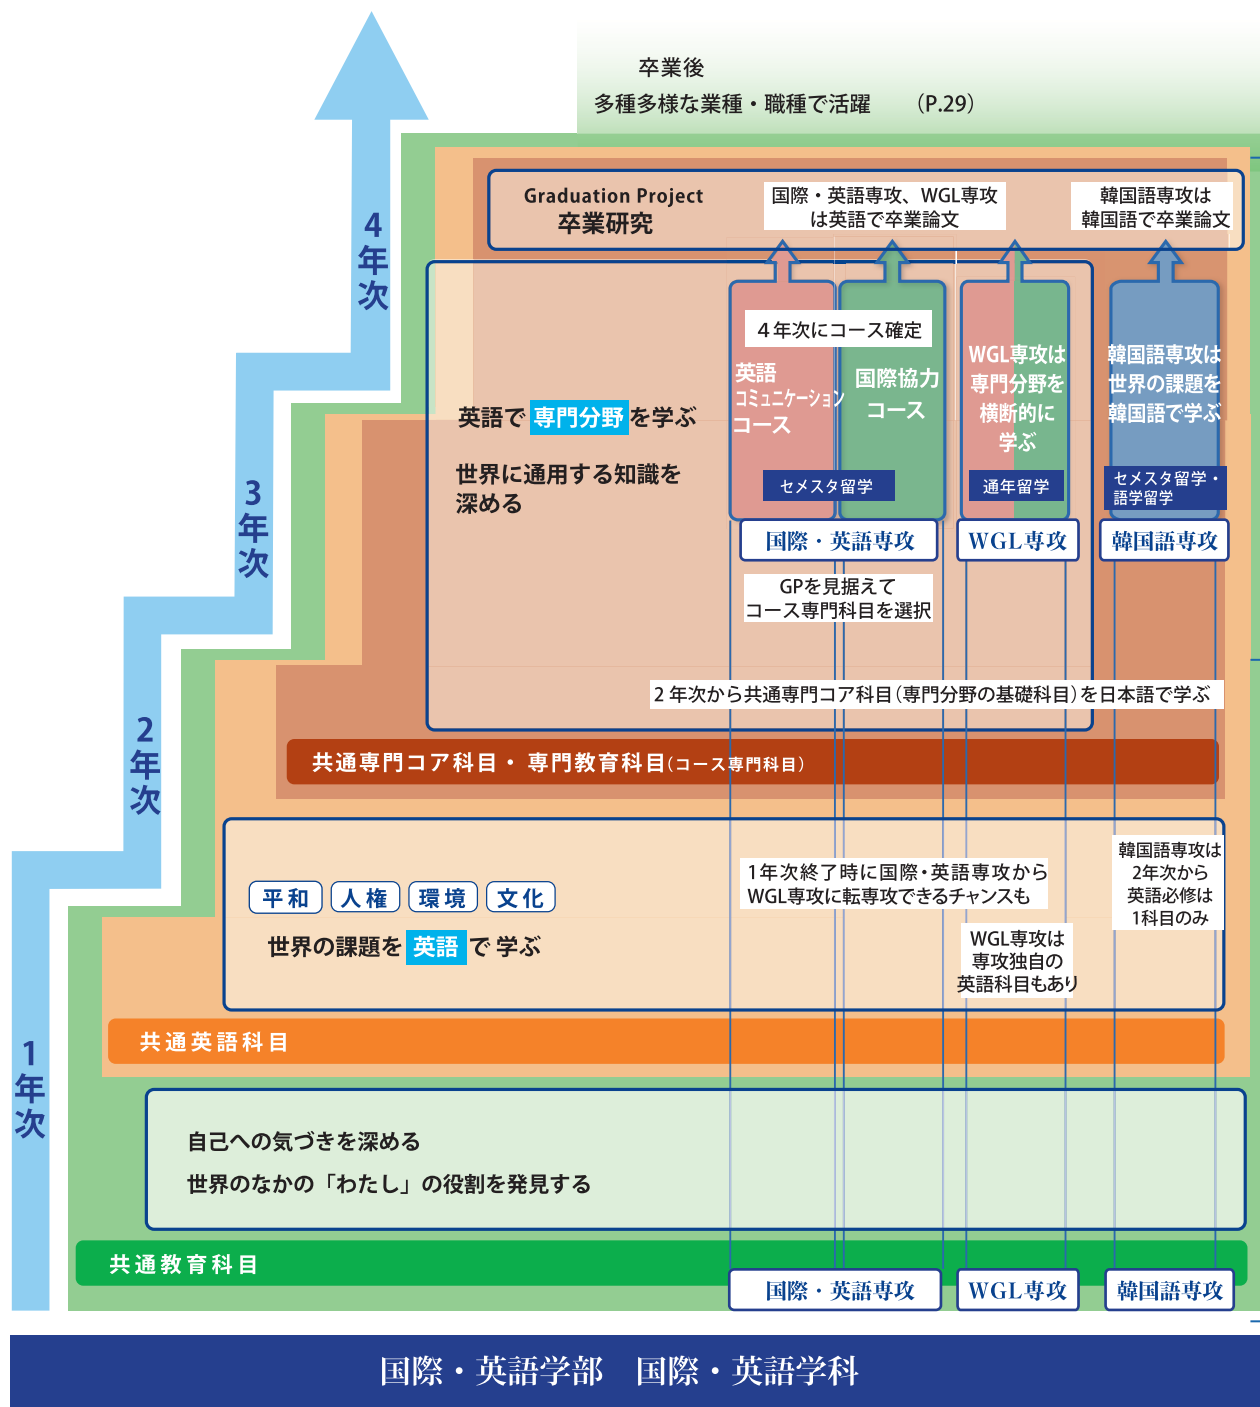 卒業後
多種多様な業種・職種で活躍　（P.29）
Graduation Project
卒業研究
国際・英語専攻、WGL専攻
は英語で卒業論文
韓国語専攻は
韓国語で卒業論文
4年次
4年次にコース確定
英語
コミュニケーション
コース
国際協力
コース
WGL専攻は
専門分野を
横断的に
学ぶ
韓国語専攻は
世界の課題を
韓国語で学ぶ
英語で 専門分野 を学ぶ
世界に通用する知識を
深める
セメスタ留学
通年留学
セメスタ留学・
語学留学
国際・英語専攻
WGL専攻
韓国語専攻
3年次
GPを見据えて
コース専門科目を選択
2年次から共通専門コア科目（専門分野の基礎科目）を日本語で学ぶ
共通専門コア科目・専門教育科目（コース専門科目）
2年次
平和
人権
環境
文化
世界の課題を 英語 で 学ぶ
1年次終了時に国際・英語専攻から
WGL専攻に転専攻できるチャンスも
韓国語専攻は
2年次から
英語必修は
1科目のみ
WGL専攻は
専攻独自の
英語科目もあり
共通英語科目
1年次
自己への気づきを深める
世界のなかの「わたし」の役割を発見する
共通教育科目
国際・英語専攻
WGL専攻
韓国語専攻
国際・英語学部　国際・英語学科